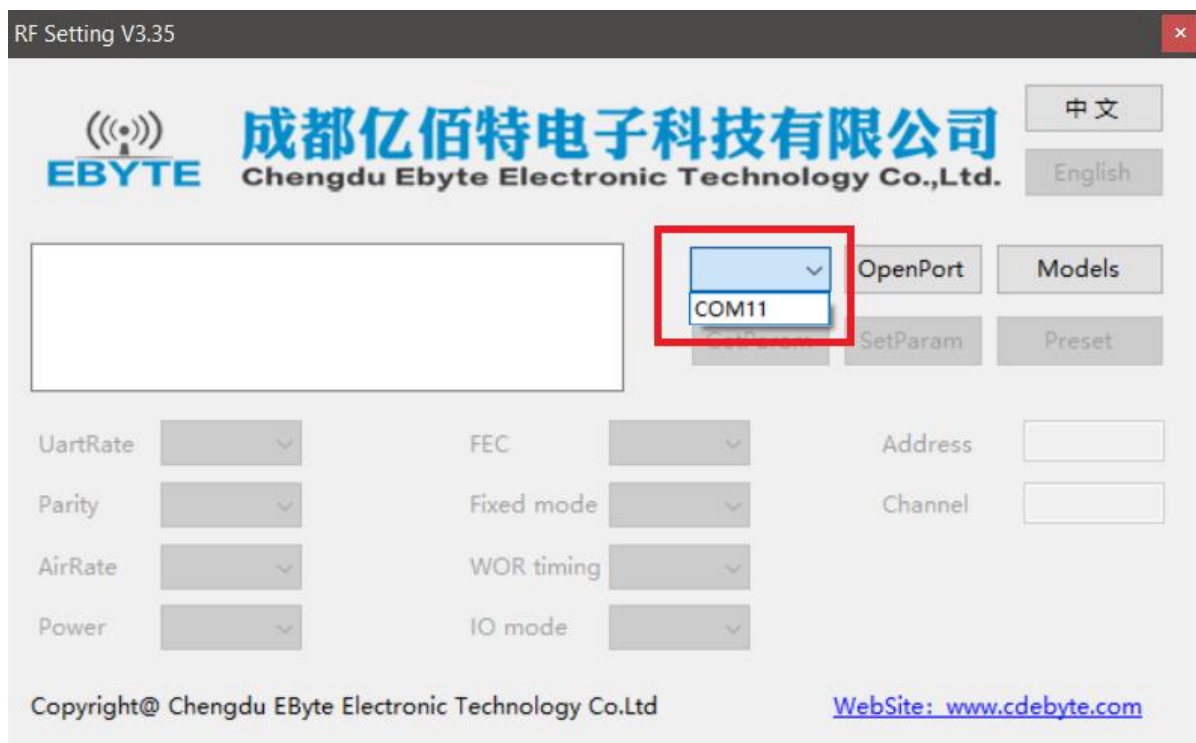 RF Setting V3.35
EBYTE
成都亿佰特电子科技有限公司
Chengdu Ebyte Electronic Technology Co.,Ltd.
中文
English
OpenPort
Models
COM11
GetParam
SetParam
Preset
UartRate
FEC
Address
Parity
Fixed mode
Channel
AirRate
WOR timing
Power
IO mode
Copyright@ Chengdu EByte Electronic Technology Co.Ltd
WebSite: www.cdebyte.com